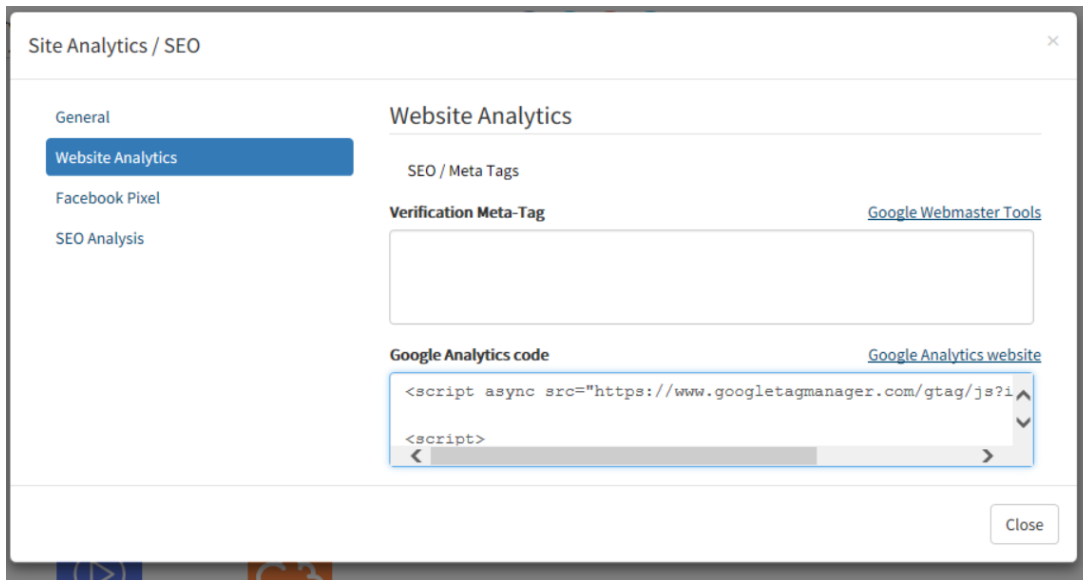 Site Analytics / SEO
×
General
Website Analytics
Facebook Pixel
SEO Analysis
Website Analytics
SEO / Meta Tags
Verification Meta-Tag
Google Webmaster Tools
Google Analytics code
Google Analytics website
<script async src="https://www.googletagmanager.com/gtag/js?i
<script>
Close